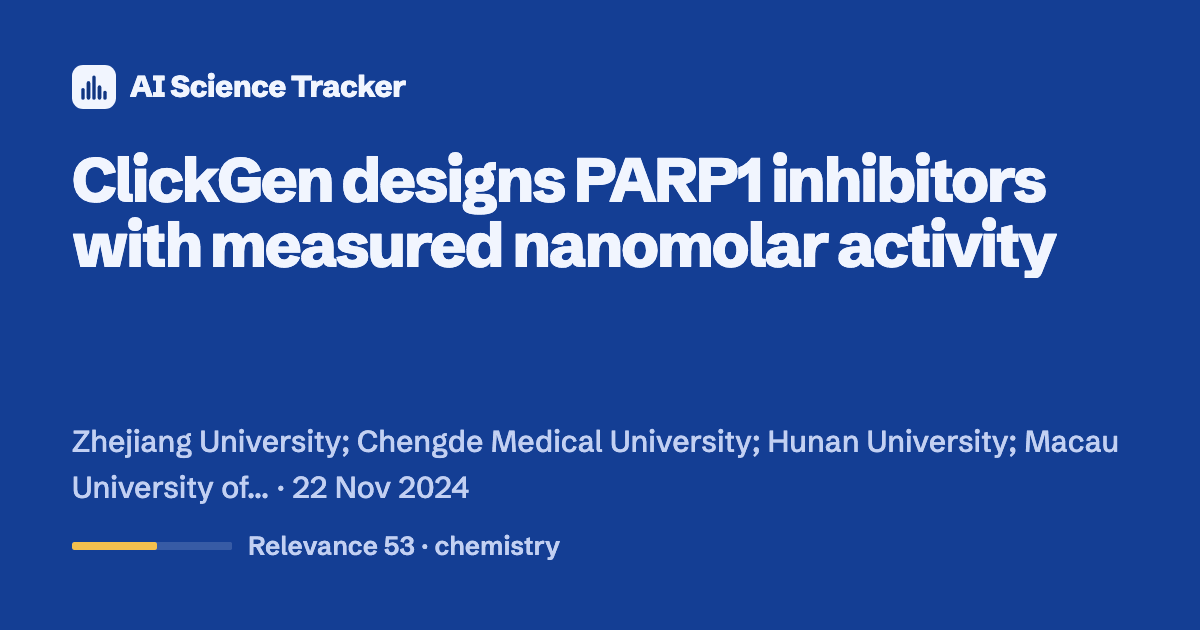 AI Science Tracker
ClickGen designs PARP1 inhibitors
with measured nanomolar activity
Zhejiang University; Chengde Medical University; Hunan University; Macau
University of... · 22 Nov 2024
Relevance 53 · chemistry